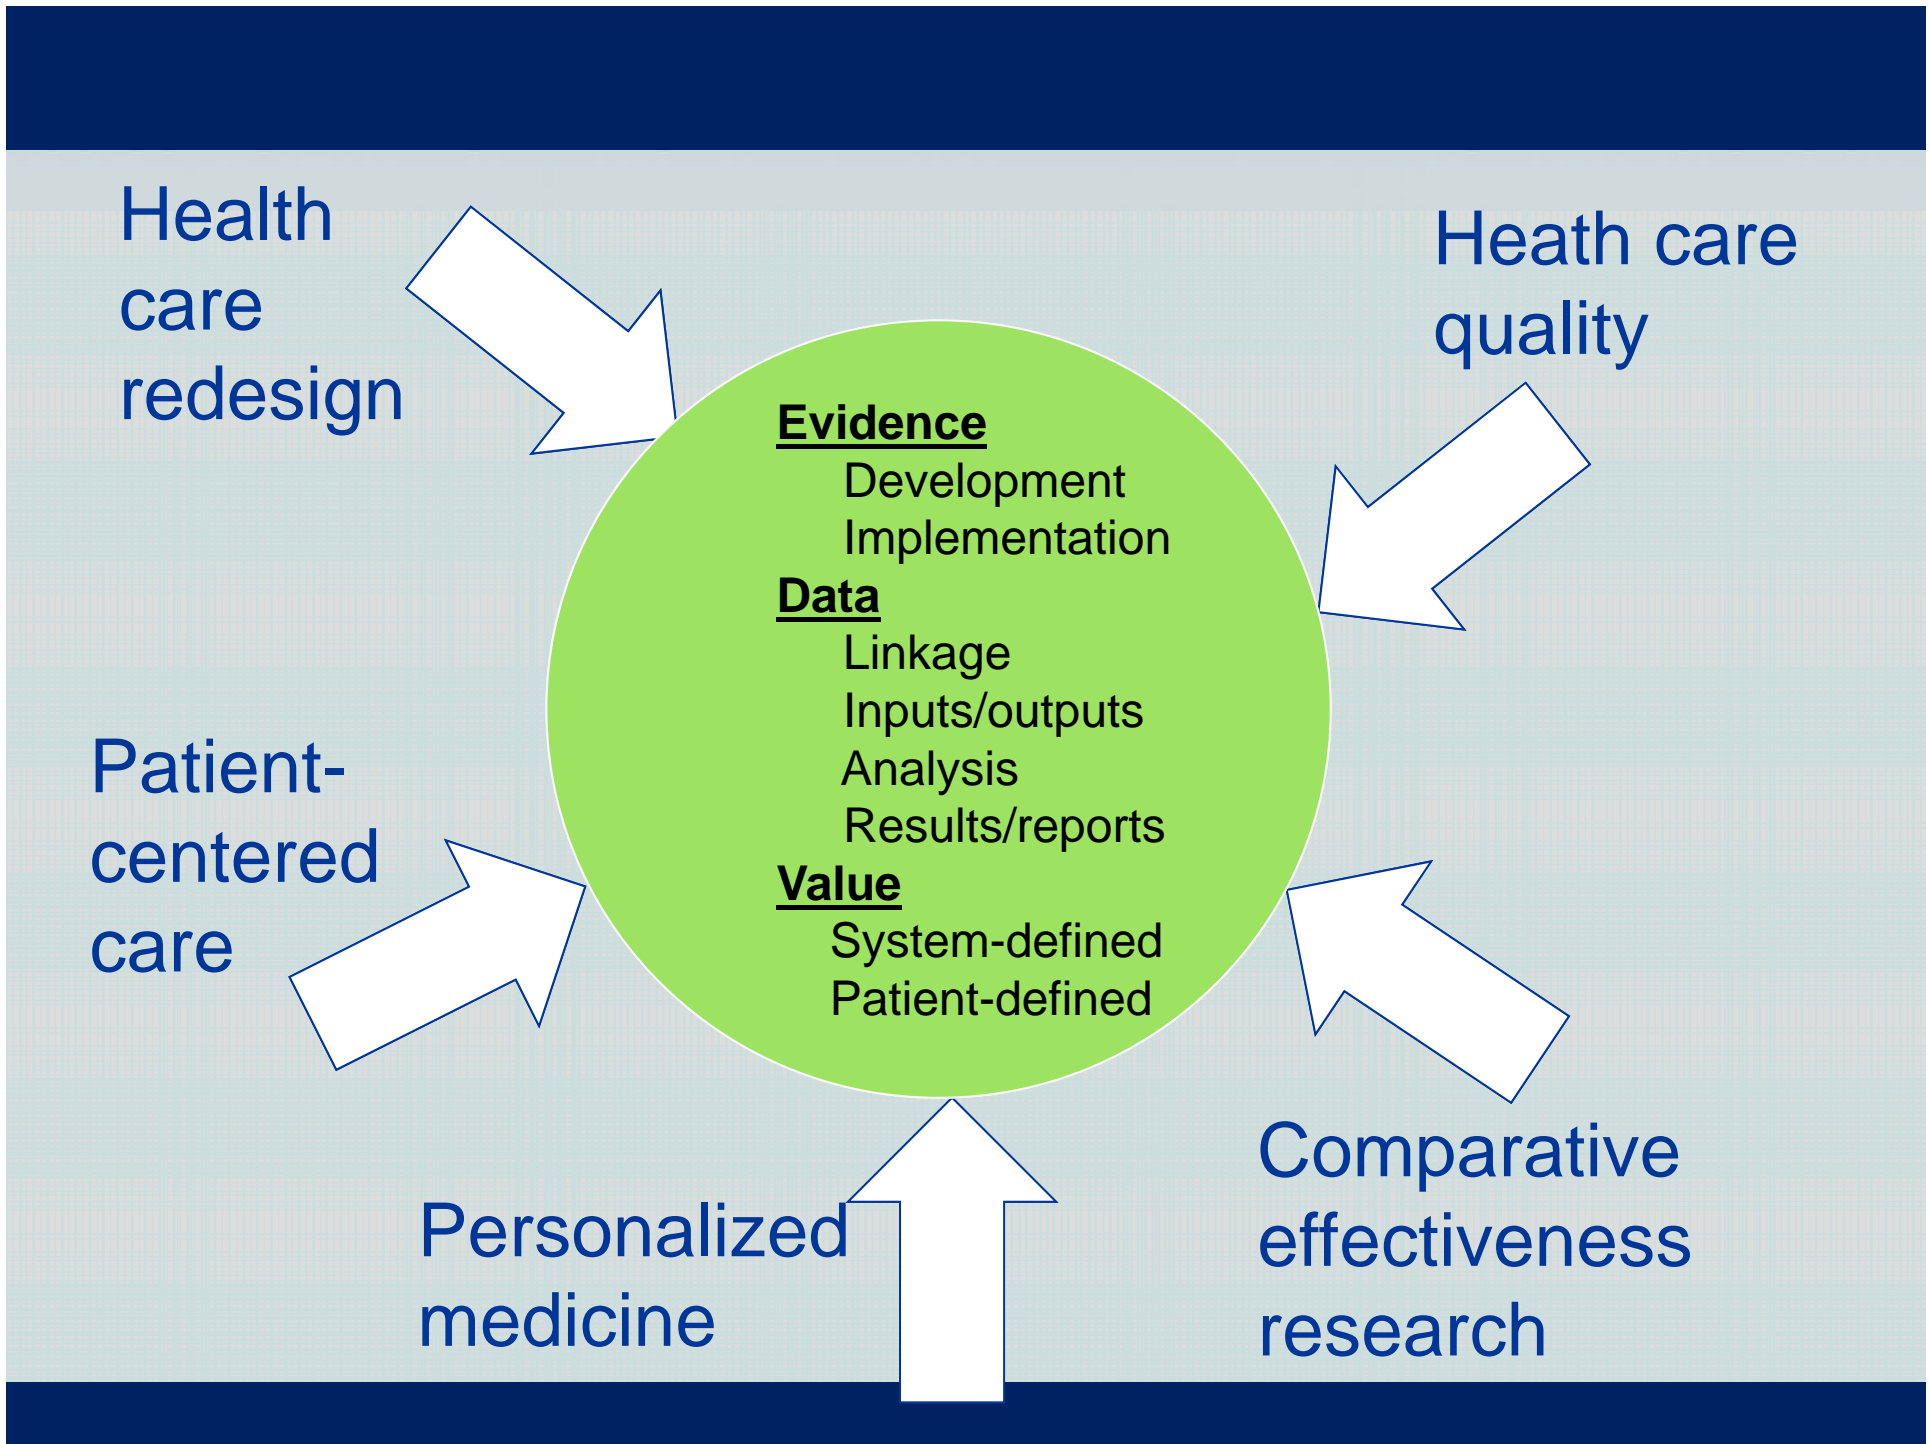 Health
care
redesign
Heath care
quality
Evidence
Development
Implementation
Data
Linkage
Inputs/outputs
Analysis
Results/reports
Value
System-defined
Patient-defined
Patient-
centered
care
Personalized
medicine
Comparative
effectiveness
research